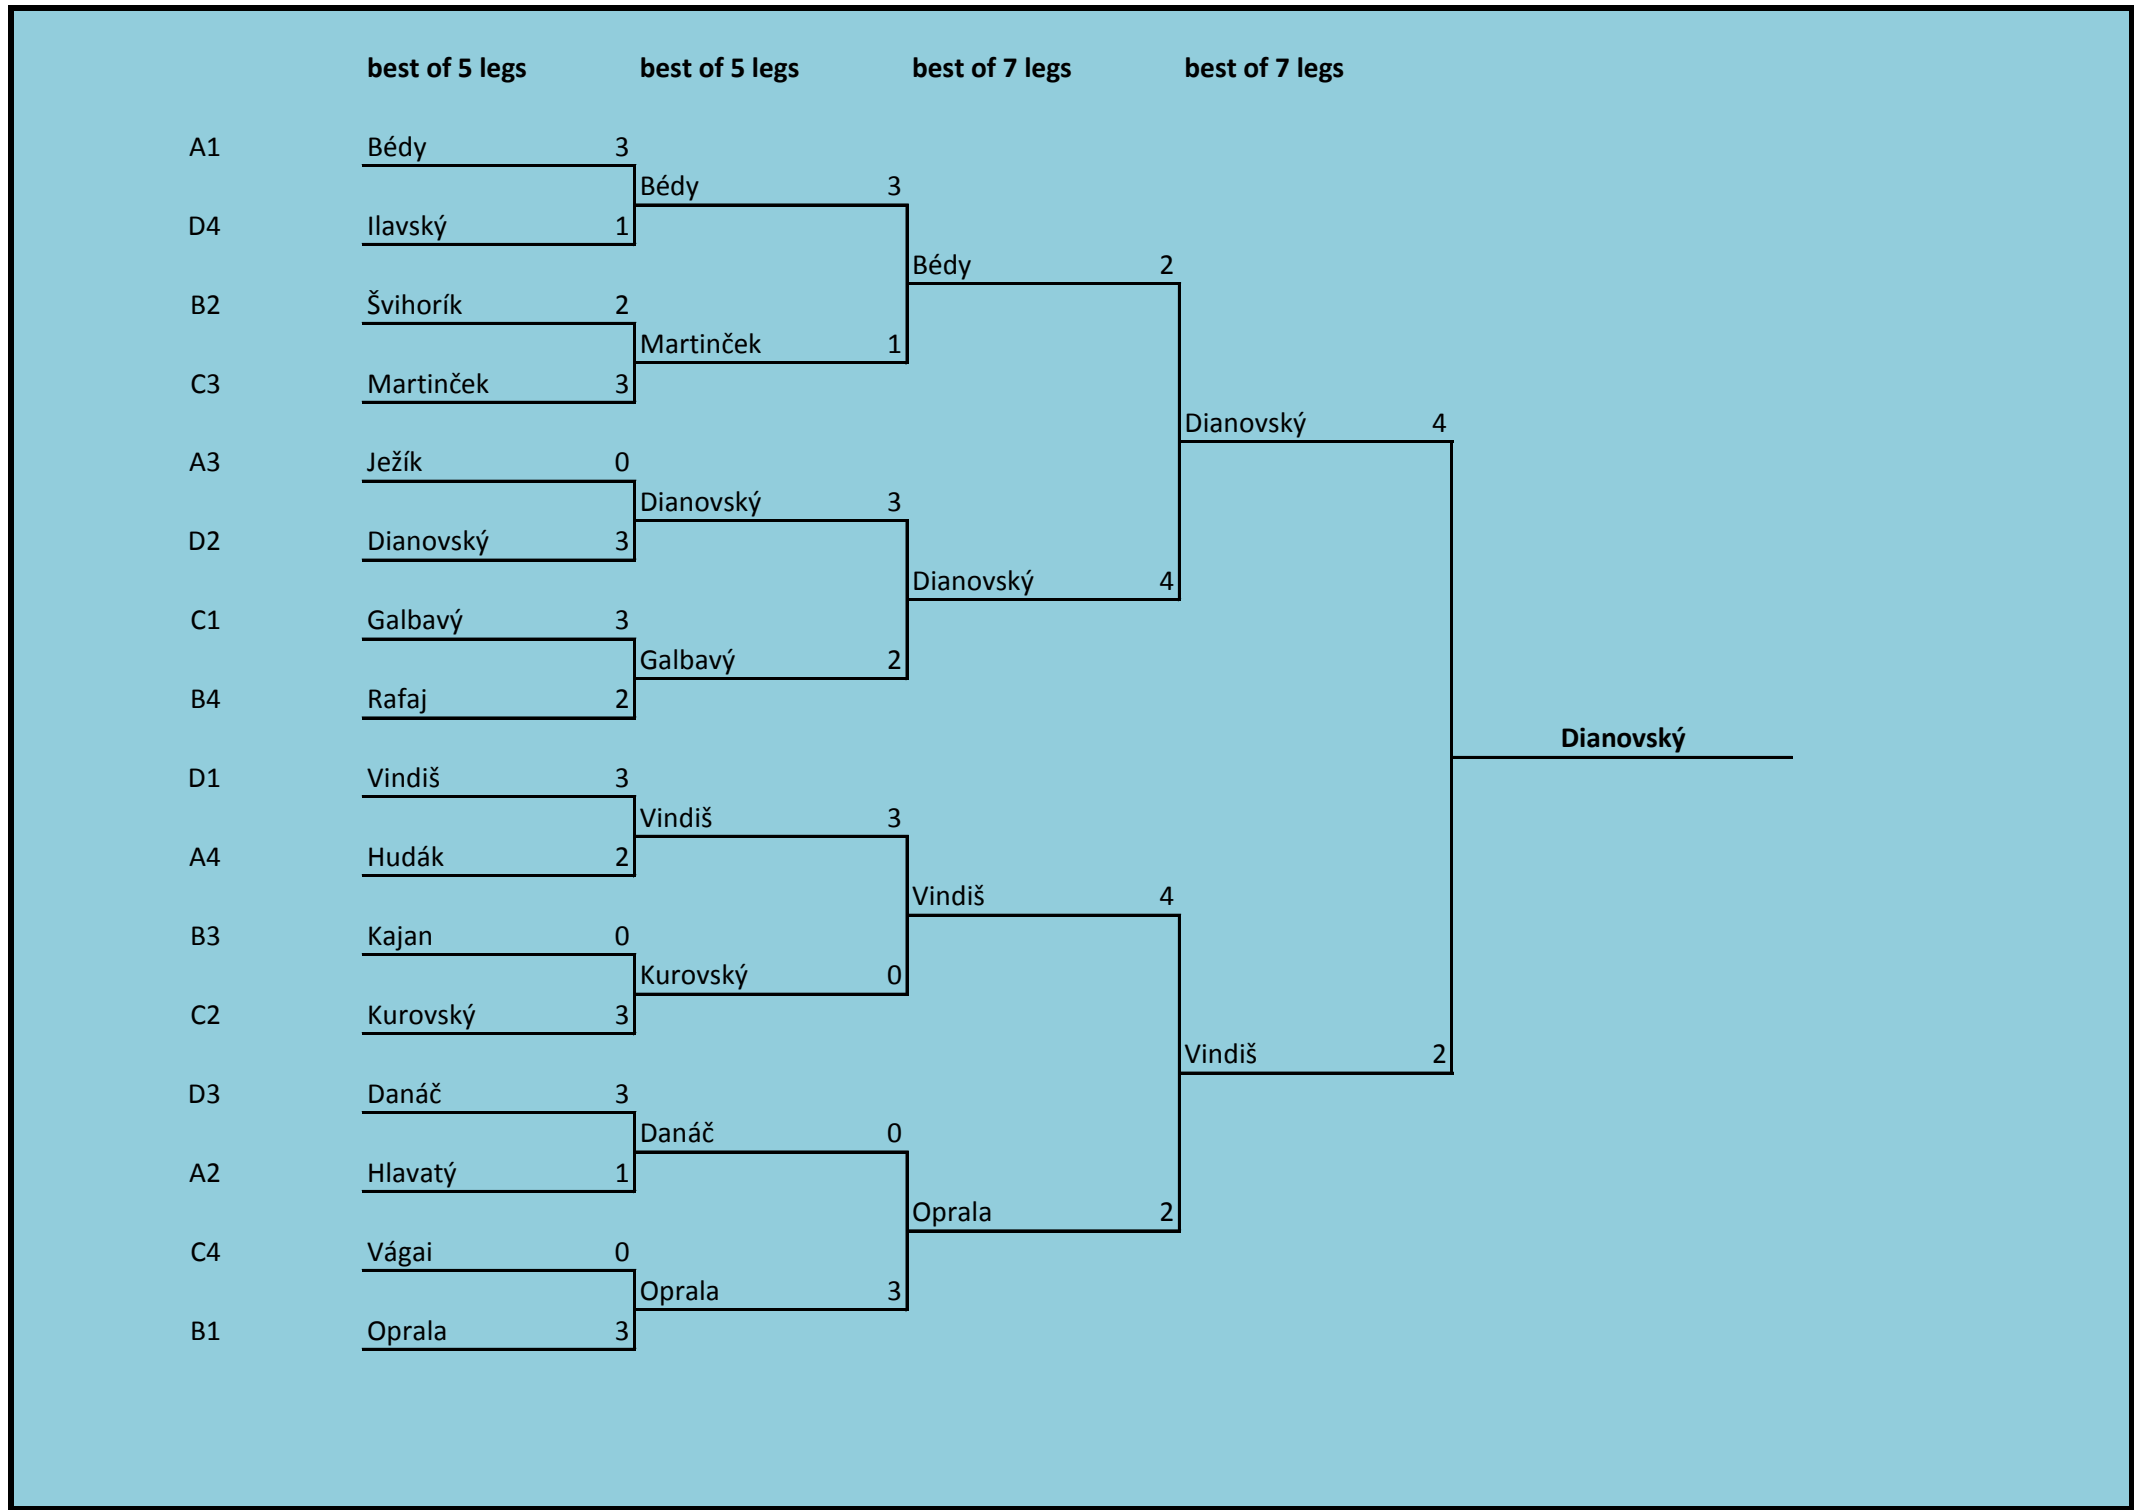 best of 5 legs best of 5 legs best of 7 legs best of 7 legs
A1 Bédy 3
Bédy 3
D4 Ilavský 1
Bédy 2
B2 Švihorík 2
Martinček 1
C3 Martinček 3
Dianovský 4
A3 Ježík 0
Dianovský 3
D2 Dianovský 3
Dianovský 4
C1 Galbavý 3
Galbavý 2
B4 Rafaj 2
Dianovský
D1 Vindiš 3
Vindiš 3
A4 Hudák 2
Vindiš 4
B3 Kajan 0
Kurovský 0
C2 Kurovský 3
Vindiš 2
D3 Danáč 3
Danáč 0
A2 Hlavatý 1
Oprala 2
C4 Vágai 0
Oprala 3
B1 Oprala 3